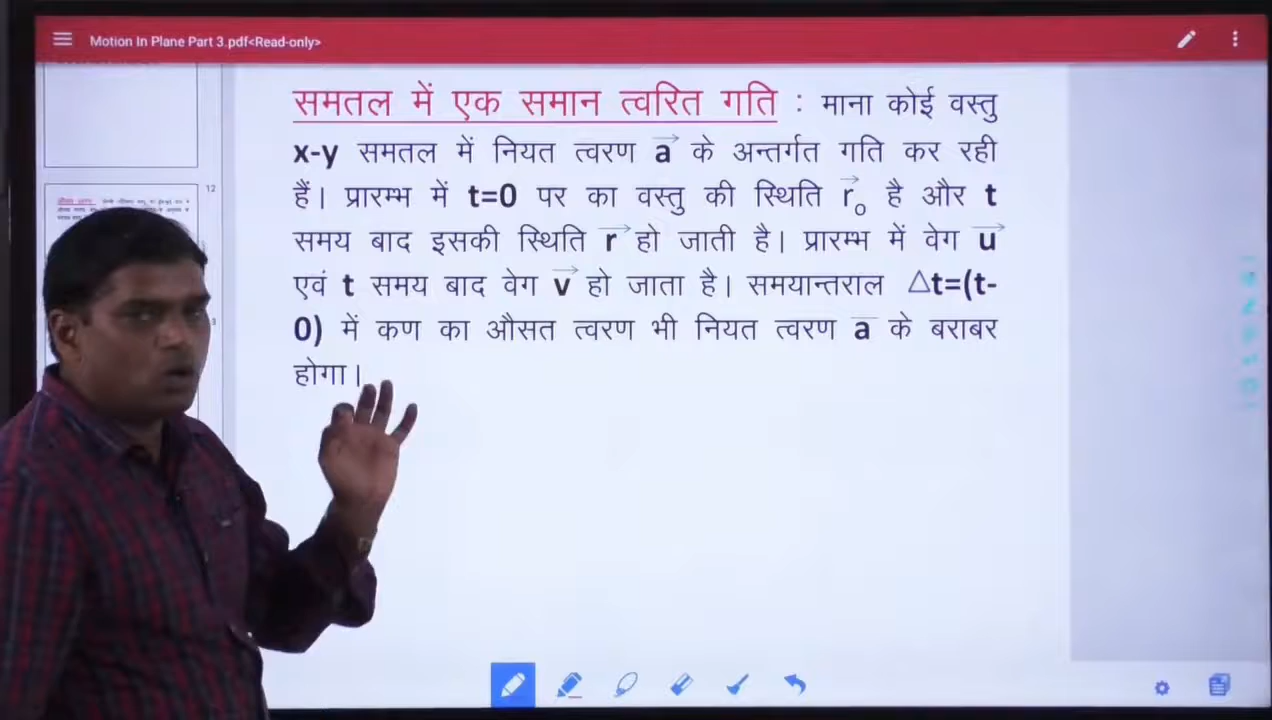 Motion In Plane Part 3.pdf<Read-only>
समतल में एक समान त्वरित गति : माना कोई वस्तु
x-y समतल में नियत त्वरण a के अन्तर्गत गति कर रही
हैं। प्रारम्भ में t=0 पर का वस्तु की स्थिति r₀ है और t
समय बाद इसकी स्थिति r हो जाती है। प्रारम्भ में वेग u
एवं t समय बाद वेग v हो जाता है। समयान्तराल △t=(t-
0) में कण का औसत त्वरण भी नियत त्वरण a के बराबर
होगा।
12